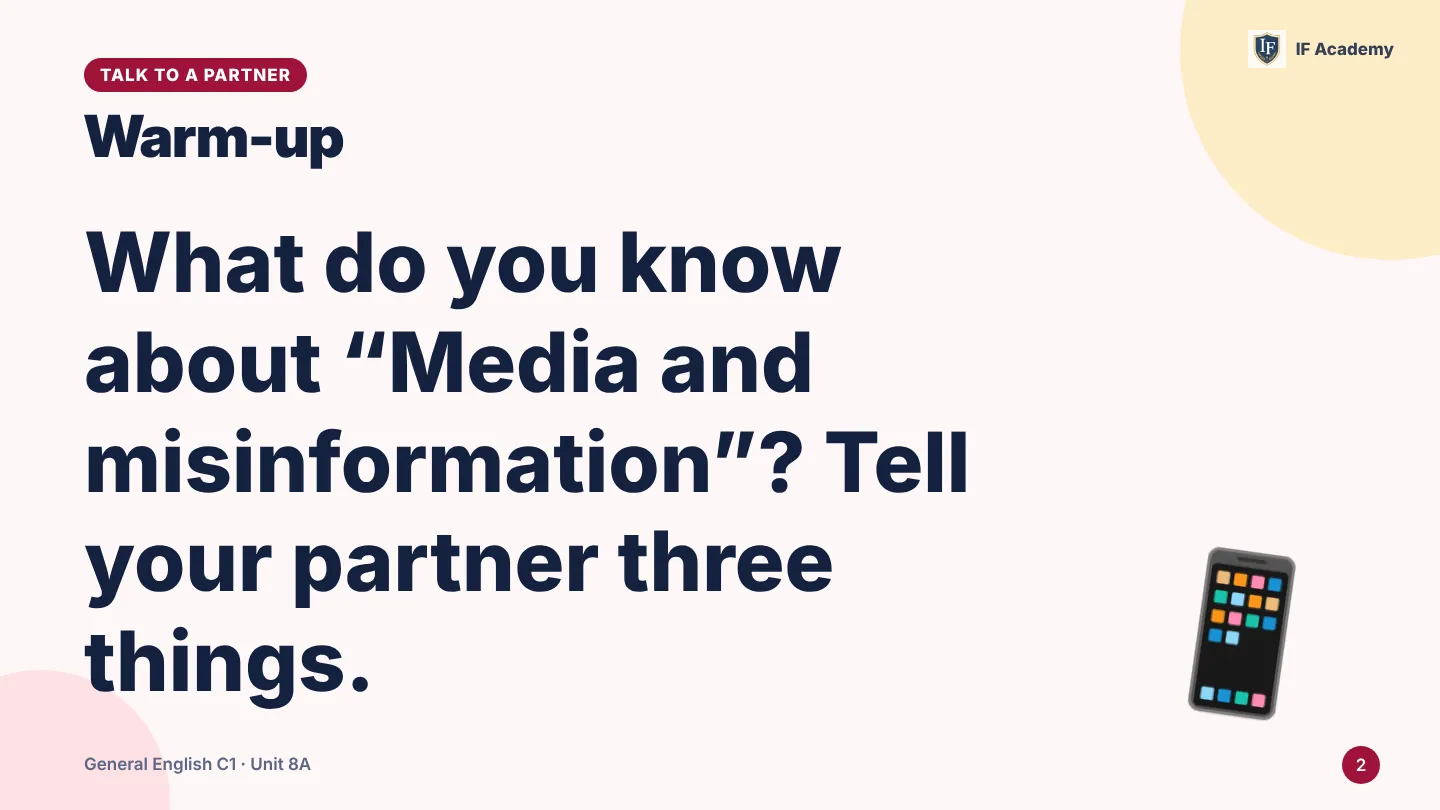 IF
IF Academy
TALK TO A PARTNER
Warm-up
What do you know
about “Media and
misinformation”? Tell
your partner three
things.
General English C1 · Unit 8A
2